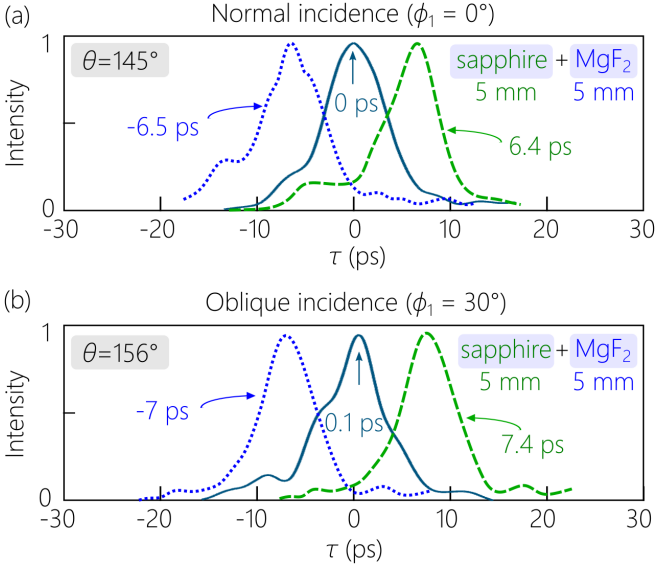 (a)
Normal incidence (ϕ₁ = 0°)
θ=145°
sapphire + MgF₂
5 mm 5 mm
0 ps
-6.5 ps
6.4 ps
Intensity
1
0
-30 -20 -10 0 10 20 30
τ (ps)
(b)
Oblique incidence (ϕ₁ = 30°)
θ=156°
sapphire + MgF₂
5 mm 5 mm
-7 ps
0.1 ps
7.4 ps
Intensity
1
0
-30 -20 -10 0 10 20 30
τ (ps)